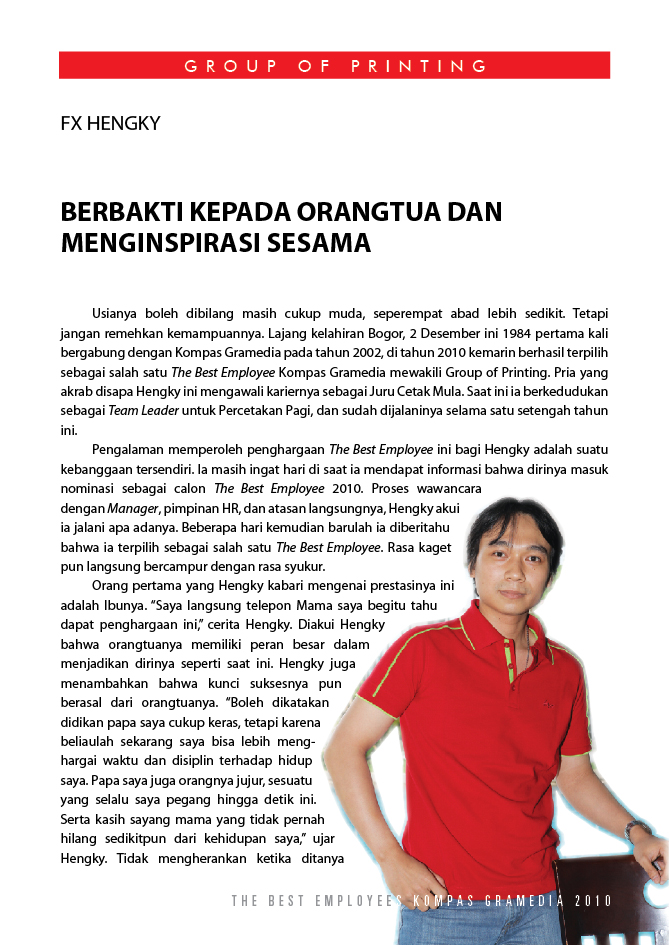 GROUP OF PRINTING
FX HENGKY
BERBAKTI KEPADA ORANGTUA DAN
MENGINSPIRASI SESAMA
Usianya boleh dibilang masih cukup muda, seperempat abad lebih sedikit. Tetapi
jangan remehkan kemampuannya. Lajang kelahiran Bogor, 2 Desember ini 1984 pertama kali
bergabung dengan Kompas Gramedia pada tahun 2002, di tahun 2010 kemarin berhasil terpilih
sebagai salah satu The Best Employee Kompas Gramedia mewakili Group of Printing. Pria yang
akrab disapa Hengky ini mengawali kariernya sebagai Juru Cetak Mula. Saat ini ia berkedudukan
sebagai Team Leader untuk Percetakan Pagi, dan sudah dijalaninya selama satu setengah tahun
ini.
Pengalaman memperoleh penghargaan The Best Employee ini bagi Hengky adalah suatu
kebanggaan tersendiri. Ia masih ingat hari di saat ia mendapat informasi bahwa dirinya masuk
nominasi sebagai calon The Best Employee 2010. Proses wawancara
dengan Manager, pimpinan HR, dan atasan langsungnya, Hengky akui
ia jalani apa adanya. Beberapa hari kemudian barulah ia diberitahu
bahwa ia terpilih sebagai salah satu The Best Employee. Rasa kaget
pun langsung bercampur dengan rasa syukur.
Orang pertama yang Hengky kabari mengenai prestasinya ini
adalah Ibunya. “Saya langsung telepon Mama saya begitu tahu
dapat penghargaan ini,” cerita Hengky. Diakui Hengky
bahwa orangtuanya memiliki peran besar dalam
menjadikan dirinya seperti saat ini. Hengky juga
menambahkan bahwa kunci suksesnya pun
berasal dari orangtuanya. “Boleh dikatakan
didikan papa saya cukup keras, tetapi karena
beliaulah sekarang saya bisa lebih meng-
hargai waktu dan disiplin terhadap hidup
saya. Papa saya juga orangnya jujur, sesuatu
yang selalu saya pegang hingga detik ini.
Serta kasih sayang mama yang tidak pernah
hilang sedikitpun dari kehidupan saya,” ujar
Hengky. Tidak mengherankan ketika ditanya
THE BEST EMPLOYEES KOMPAS GRAMEDIA 2010